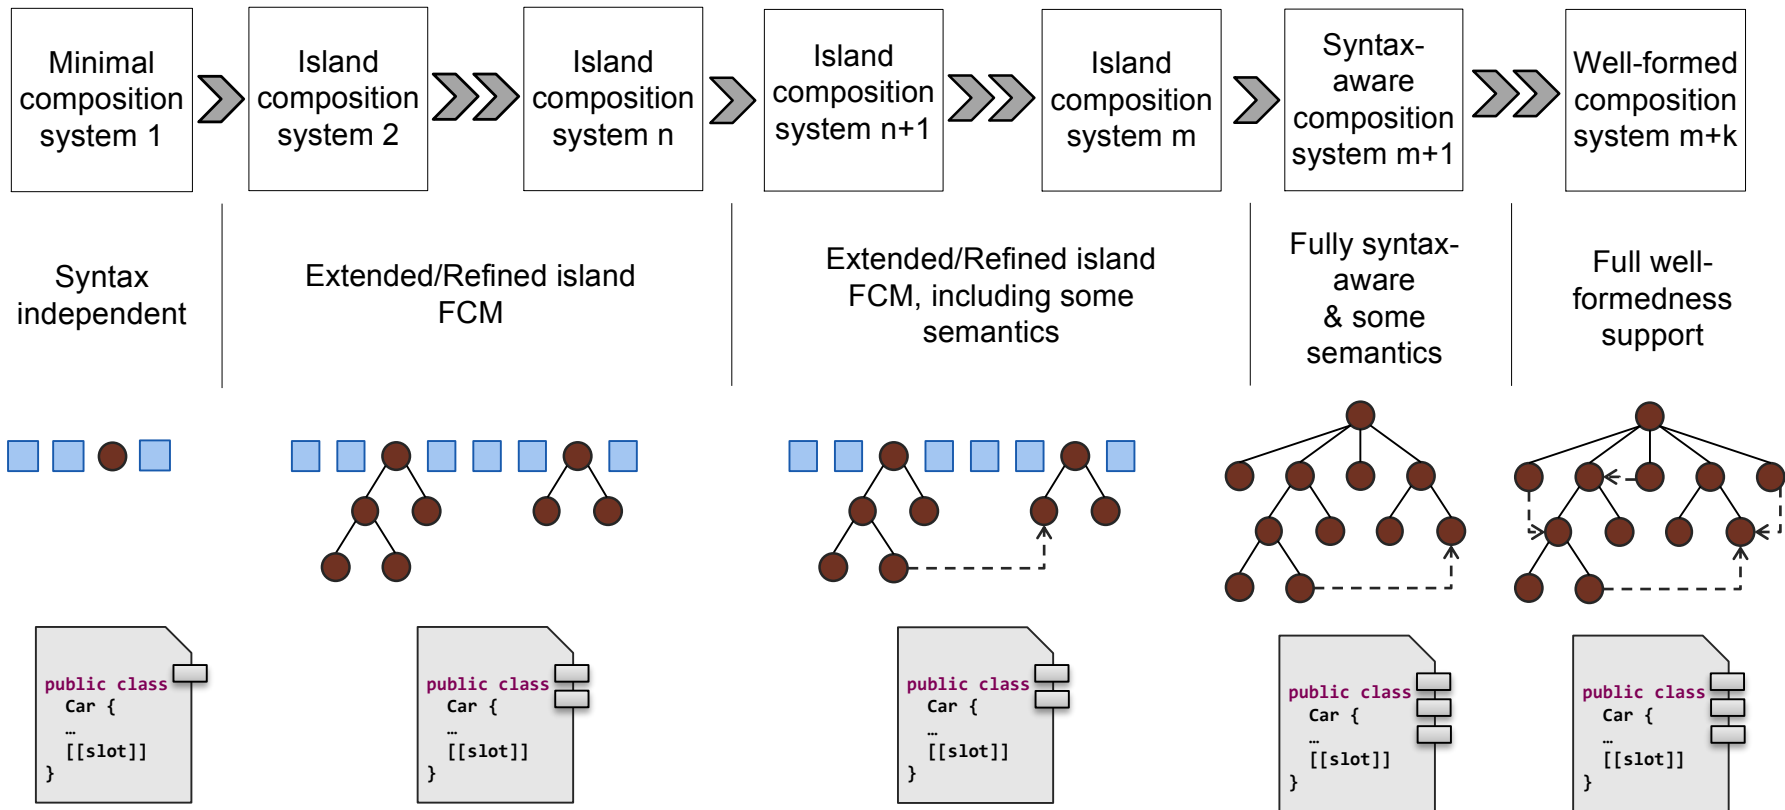 Minimal
composition
system 1
Island
composition
system 2
Island
composition
system n
Island
composition
system n+1
Island
composition
system m
Syntax-
aware
composition
system m+1
Well-formed
composition
system m+k
Syntax
independent
Extended/Refined island
FCM
Extended/Refined island
FCM, including some
semantics
Fully syntax-
aware
& some
semantics
Full well-
formedness
support
public class
Car {
…
[[slot]]
}
public class
Car {
…
[[slot]]
}
public class
Car {
…
[[slot]]
}
public class
Car {
…
[[slot]]
}
public class
Car {
…
[[slot]]
}